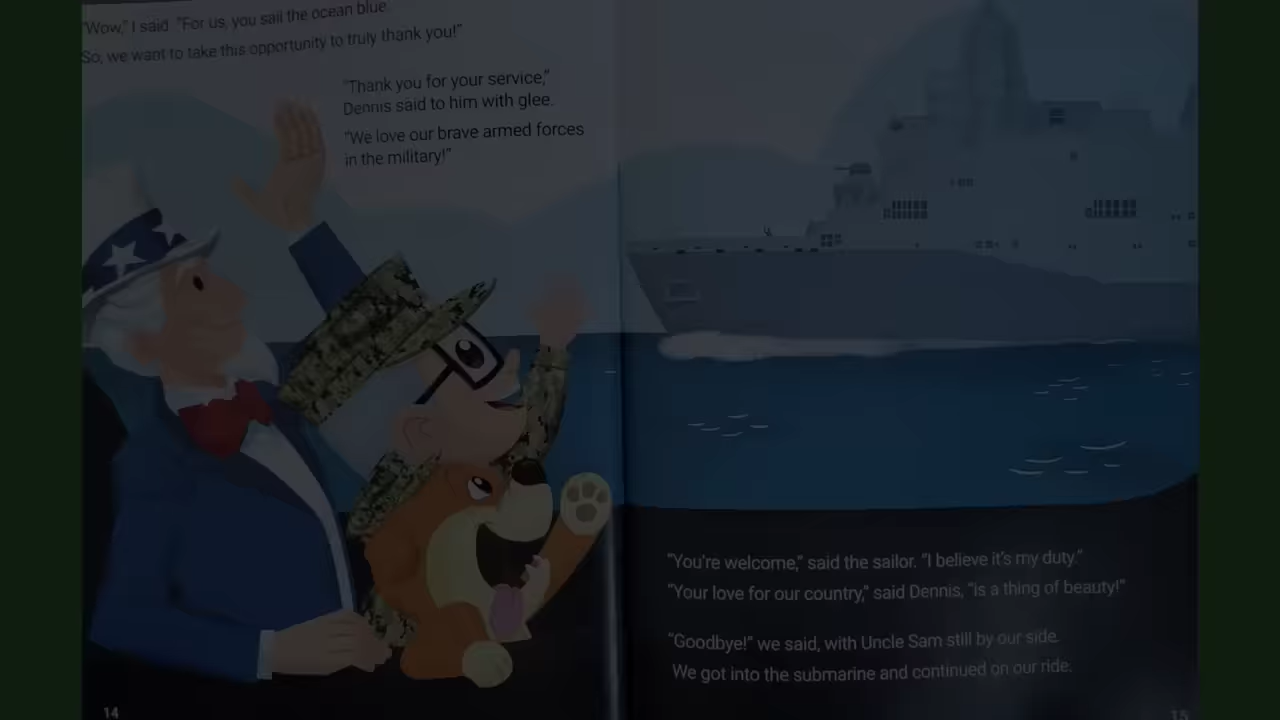 "Wow," I said. "For us, you sail the ocean blue.
So, we want to take this opportunity to truly thank you!"
"Thank you for your service,"
Dennis said to him with glee.
"We love our brave armed forces
in the military!"
"You're welcome," said the sailor. "I believe it's my duty."
"Your love for our country," said Dennis, "is a thing of beauty!"
"Goodbye!" we said, with Uncle Sam still by our side.
We got into the submarine and continued on our ride.
14
15